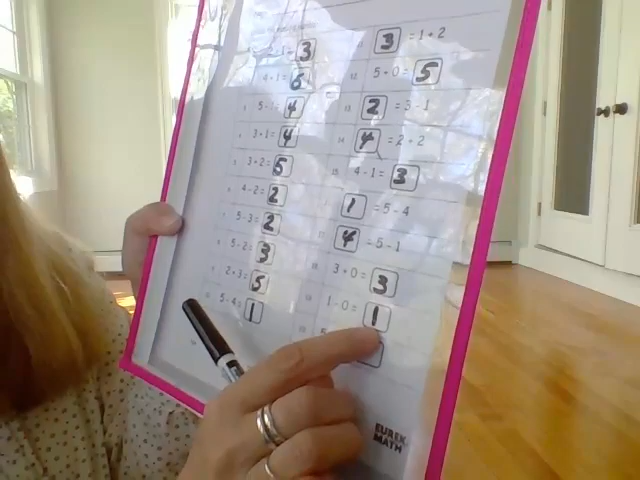 1 = 3
4+1= 5
5-1= 4
3+1= 4
3+2= 5
4-2= 2
5-3= 2
5-2= 3
2+3= 5
5-4= 1
3 = 1+2
5+0= 5
2 = 3-1
4 = 2+2
4-1= 3
1 = 5-4
4 = 5-1
3+0= 3
1-0= 1
EUREKA
MATH